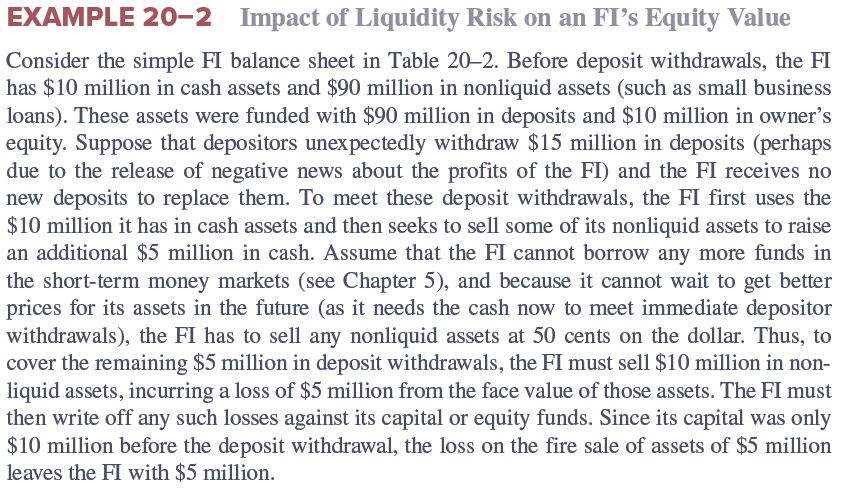 EXAMPLE 20–2 Impact of Liquidity Risk on an FI’s Equity Value
Consider the simple FI balance sheet in Table 20–2. Before deposit withdrawals, the FI
has $10 million in cash assets and $90 million in nonliquid assets (such as small business
loans). These assets were funded with $90 million in deposits and $10 million in owner’s
equity. Suppose that depositors unexpectedly withdraw $15 million in deposits (perhaps
due to the release of negative news about the profits of the FI) and the FI receives no
new deposits to replace them. To meet these deposit withdrawals, the FI first uses the
$10 million it has in cash assets and then seeks to sell some of its nonliquid assets to raise
an additional $5 million in cash. Assume that the FI cannot borrow any more funds in
the short-term money markets (see Chapter 5), and because it cannot wait to get better
prices for its assets in the future (as it needs the cash now to meet immediate depositor
withdrawals), the FI has to sell any nonliquid assets at 50 cents on the dollar. Thus, to
cover the remaining $5 million in deposit withdrawals, the FI must sell $10 million in non-
liquid assets, incurring a loss of $5 million from the face value of those assets. The FI must
then write off any such losses against its capital or equity funds. Since its capital was only
$10 million before the deposit withdrawal, the loss on the fire sale of assets of $5 million
leaves the FI with $5 million.